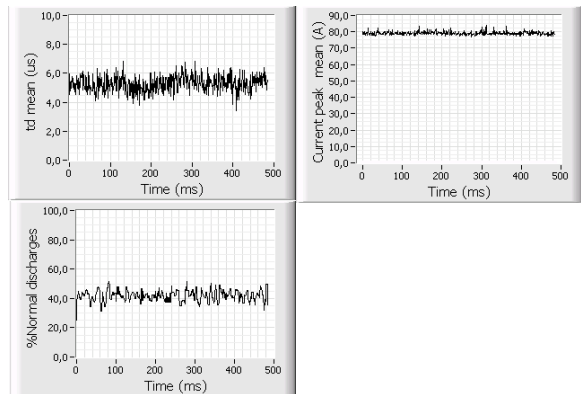 10,0
8,0
6,0
4,0
2,0
0,0
td mean (us)
0 100 200 300 400 500
Time (ms)
90,0
80,0
70,0
60,0
50,0
40,0
30,0
20,0
10,0
0,0
Current peak mean (A)
0 100 200 300 400 500
Time (ms)
100,0
80,0
60,0
40,0
20,0
0,0
%Normal discharges
0 100 200 300 400 500
Time (ms)